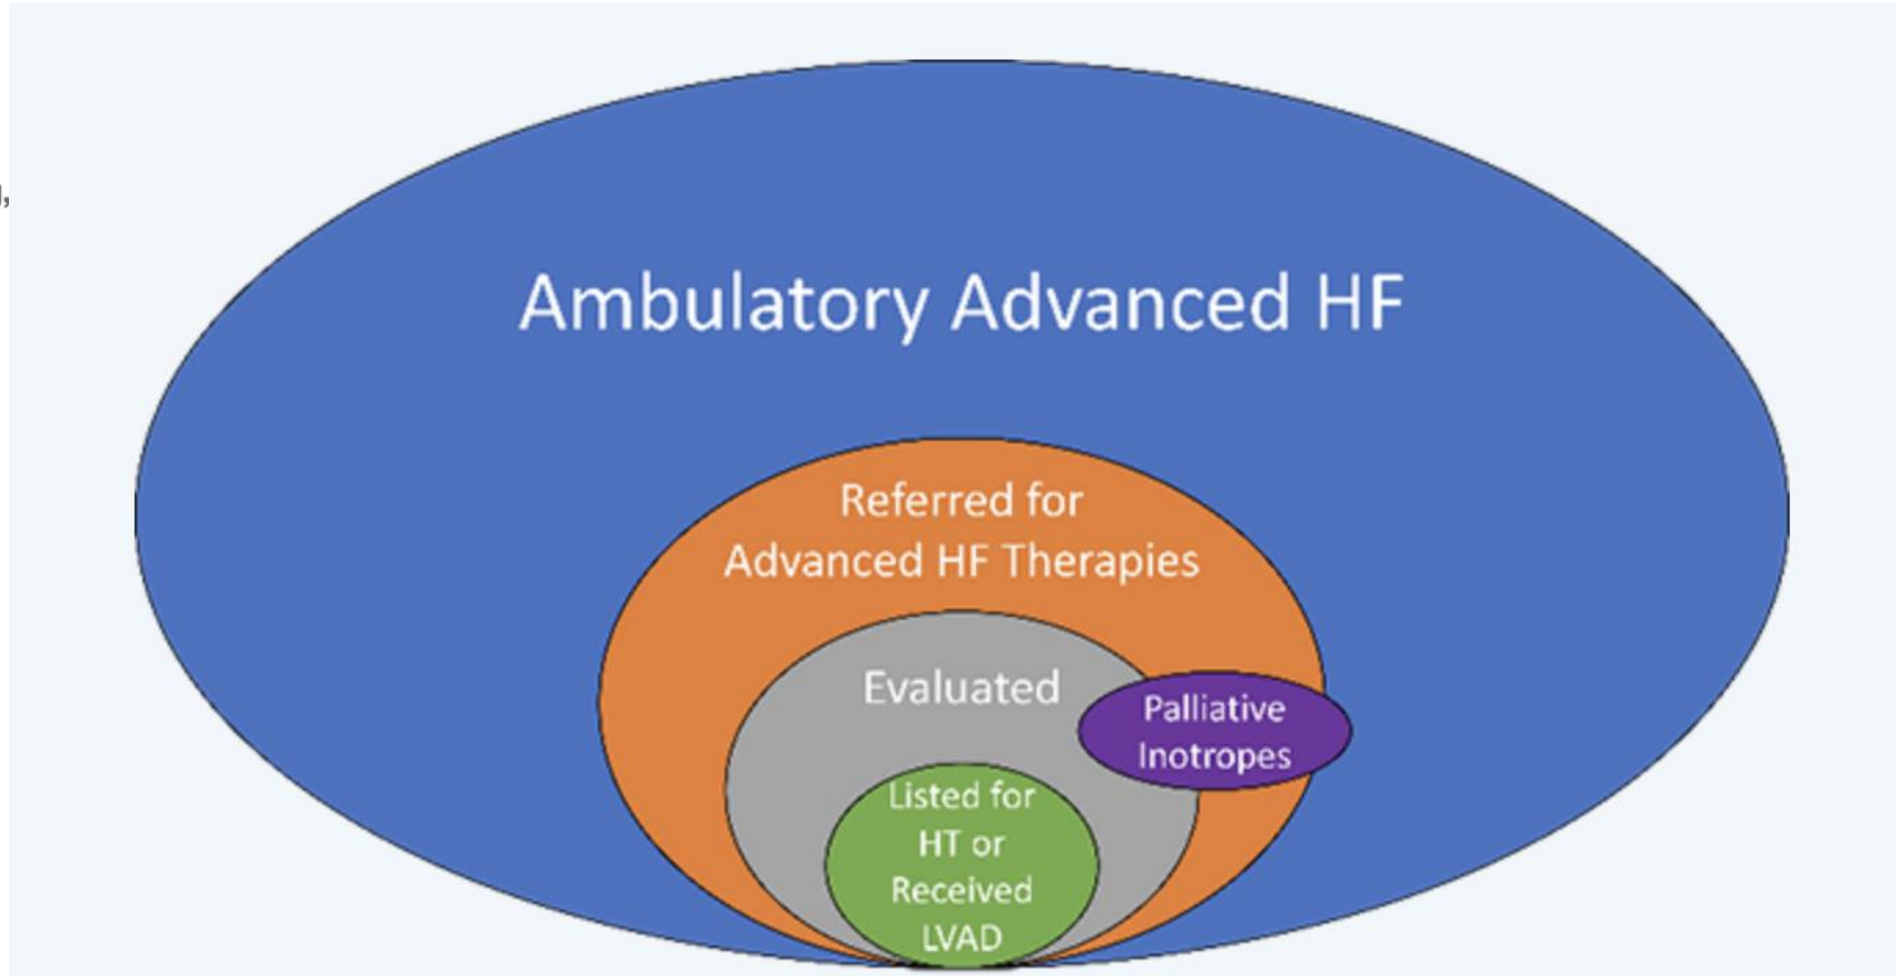 Ambulatory Advanced HF
Referred for
Advanced HF Therapies
Evaluated
Palliative
Inotropes
Listed for
HT or
Received
LVAD